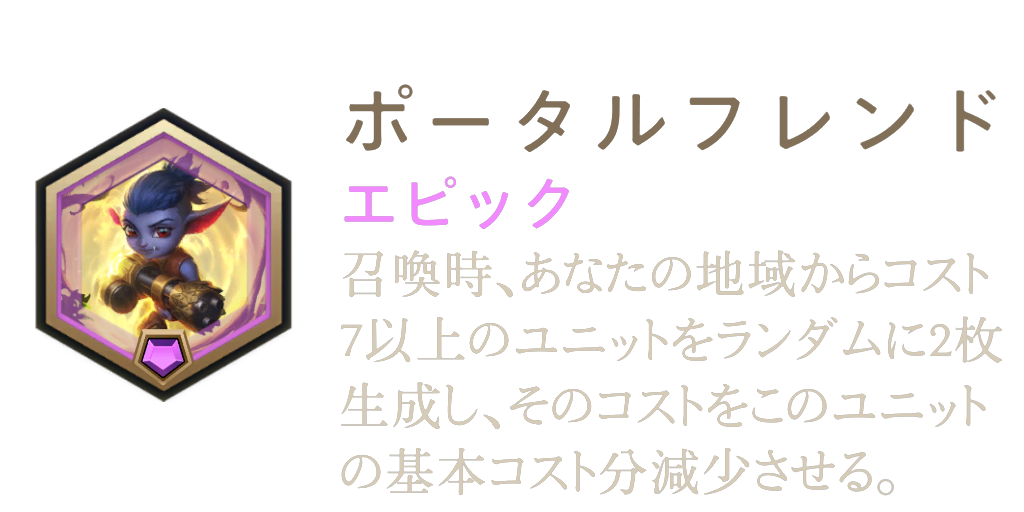 ポータルフレンド
エピック
召喚時、あなたの地域からコスト
7以上のユニットをランダムに2枚
生成し、そのコストをこのユニット
の基本コスト分減少させる。